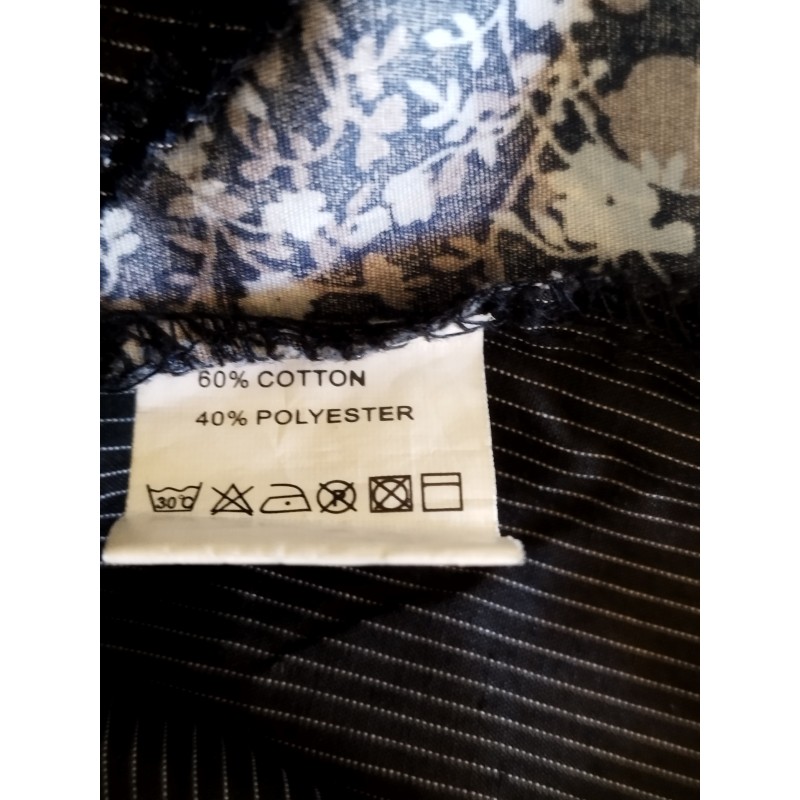 60% COTTON
40% POLYESTER
30°C
P